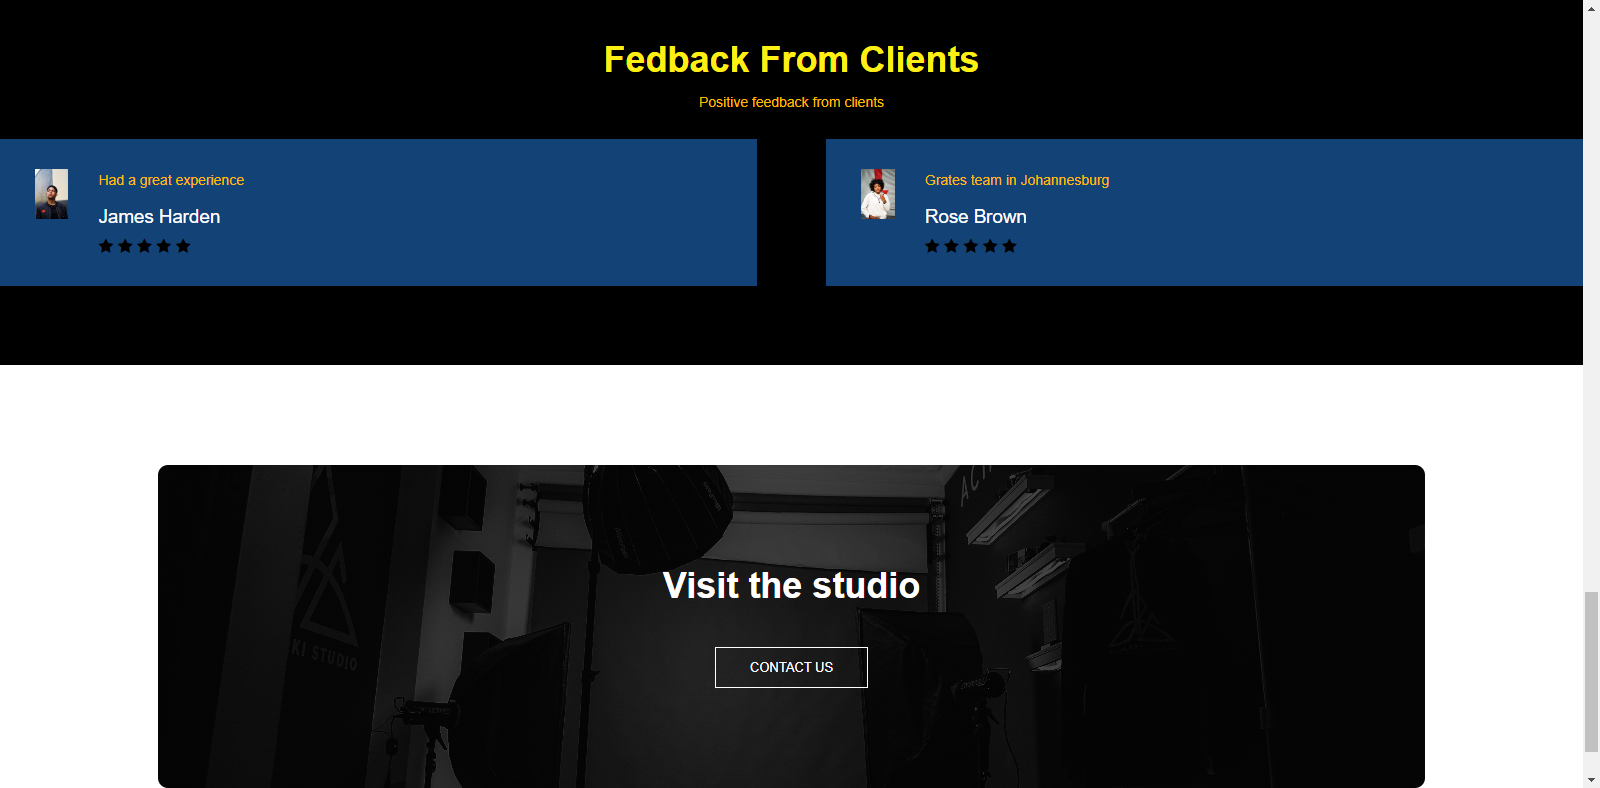 Fedback From Clients
Positive feedback from clients
Had a great experience
James Harden
Grates team in Johannesburg
Rose Brown
ACTI
KI STUDIO
Visit the studio
CONTACT US